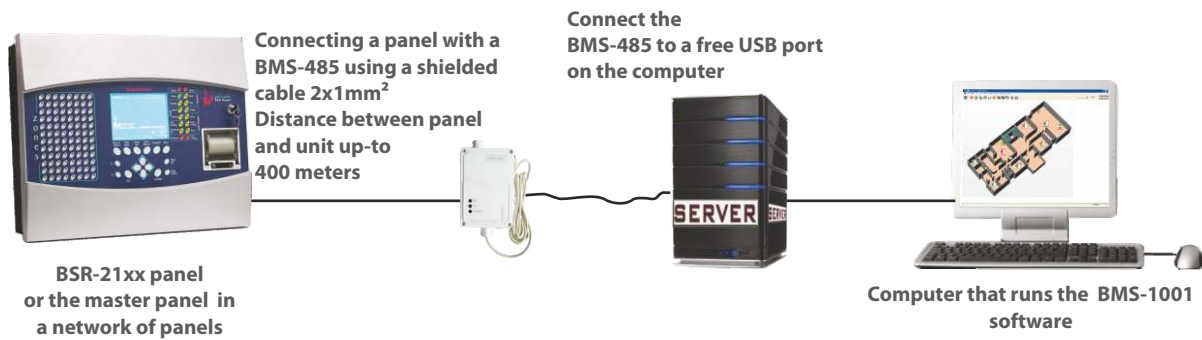 Connecting a panel with a
BMS-485 using a shielded
cable 2x1mm²
Distance between panel
and unit up-to
400 meters
Connect the
BMS-485 to a free USB port
on the computer
zones
SERVER
SERVER
BSR-21xx panel
or the master panel in
a network of panels
Computer that runs the BMS-1001
software